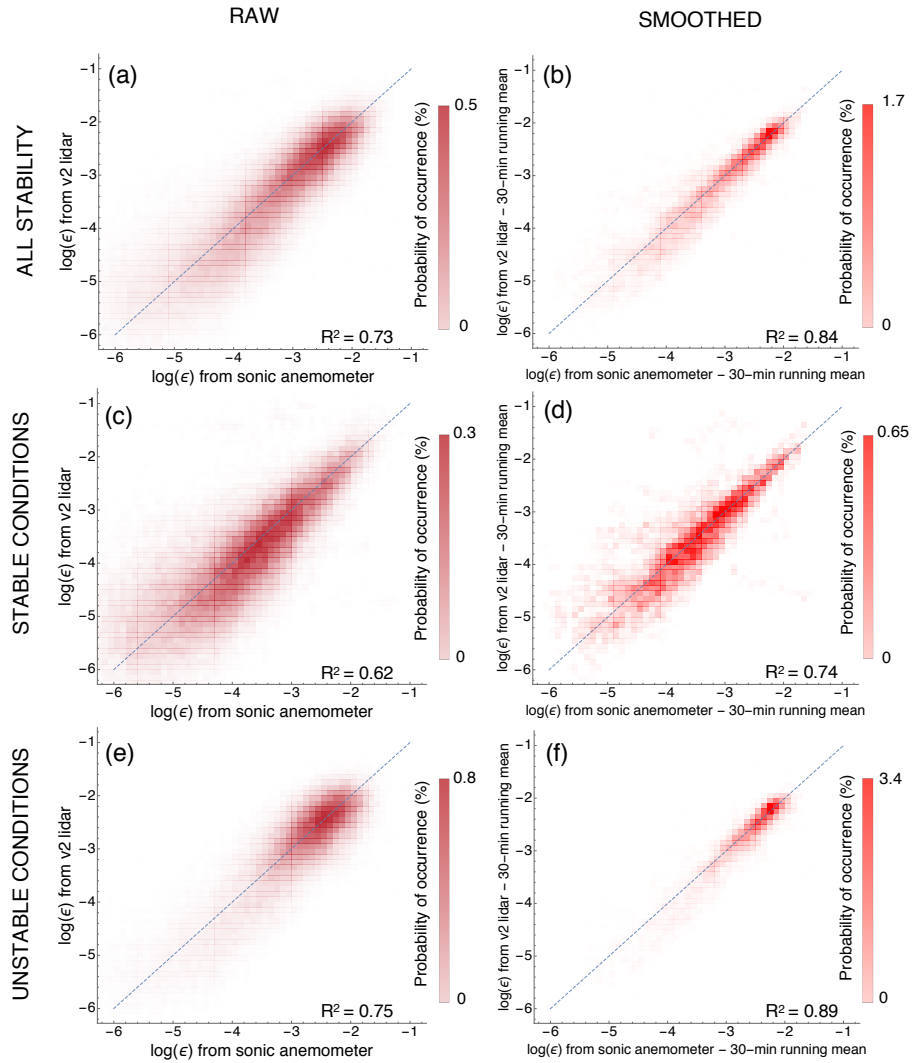 RAW
SMOOTHED
ALL STABILITY
(a)
log(ϵ) from v2 lidar
−1
−2
−3
−4
−5
−6
−6 −5 −4 −3 −2 −1
log(ϵ) from sonic anemometer
R² = 0.73
Probability of occurrence (%)
0.5
0
(b)
log(ϵ) from v2 lidar − 30−min running mean
−1
−2
−3
−4
−5
−6
−6 −5 −4 −3 −2 −1
log(ϵ) from sonic anemometer − 30−min running mean
R² = 0.84
Probability of occurrence (%)
1.7
0
STABLE CONDITIONS
(c)
log(ϵ) from v2 lidar
−1
−2
−3
−4
−5
−6
−6 −5 −4 −3 −2 −1
log(ϵ) from sonic anemometer
R² = 0.62
Probability of occurrence (%)
0.3
0
(d)
log(ϵ) from v2 lidar − 30−min running mean
−1
−2
−3
−4
−5
−6
−6 −5 −4 −3 −2 −1
log(ϵ) from sonic anemometer − 30−min running mean
R² = 0.74
Probability of occurrence (%)
0.65
0
UNSTABLE CONDITIONS
(e)
log(ϵ) from v2 lidar
−1
−2
−3
−4
−5
−6
−6 −5 −4 −3 −2 −1
log(ϵ) from sonic anemometer
R² = 0.75
Probability of occurrence (%)
0.8
0
(f)
log(ϵ) from v2 lidar − 30−min running mean
−1
−2
−3
−4
−5
−6
−6 −5 −4 −3 −2 −1
log(ϵ) from sonic anemometer − 30−min running mean
R² = 0.89
Probability of occurrence (%)
3.4
0